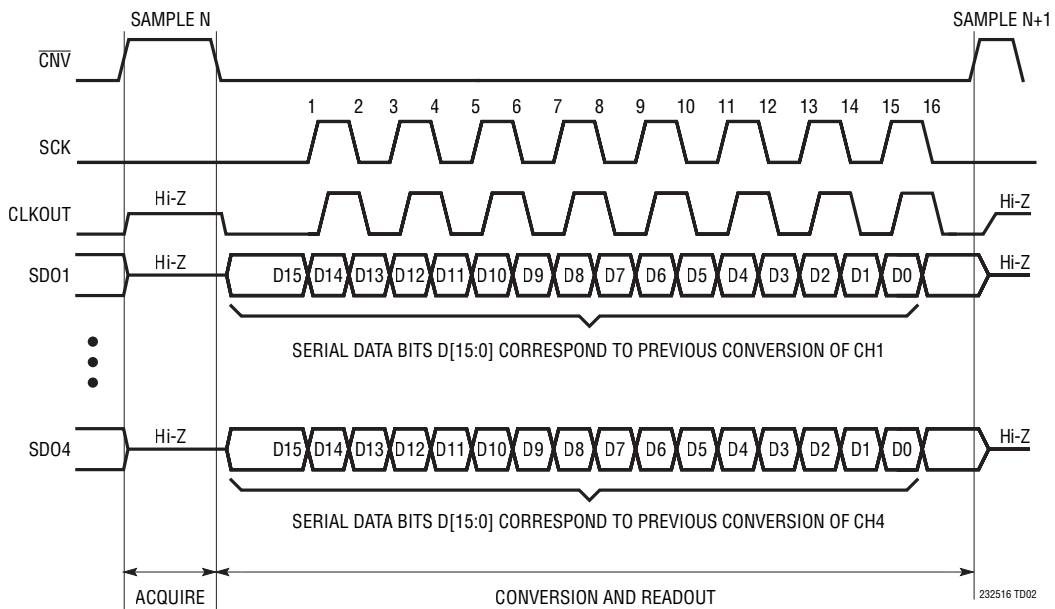 SAMPLE N SAMPLE N+1
CNV
1 2 3 4 5 6 7 8 9 10 11 12 13 14 15 16
SCK
Hi-Z Hi-Z
CLKOUT
SDO1 Hi-Z D15 D14 D13 D12 D11 D10 D9 D8 D7 D6 D5 D4 D3 D2 D1 D0 Hi-Z
SERIAL DATA BITS D[15:0] CORRESPOND TO PREVIOUS CONVERSION OF CH1
SDO4 Hi-Z D15 D14 D13 D12 D11 D10 D9 D8 D7 D6 D5 D4 D3 D2 D1 D0 Hi-Z
SERIAL DATA BITS D[15:0] CORRESPOND TO PREVIOUS CONVERSION OF CH4
ACQUIRE CONVERSION AND READOUT 232516 TD02